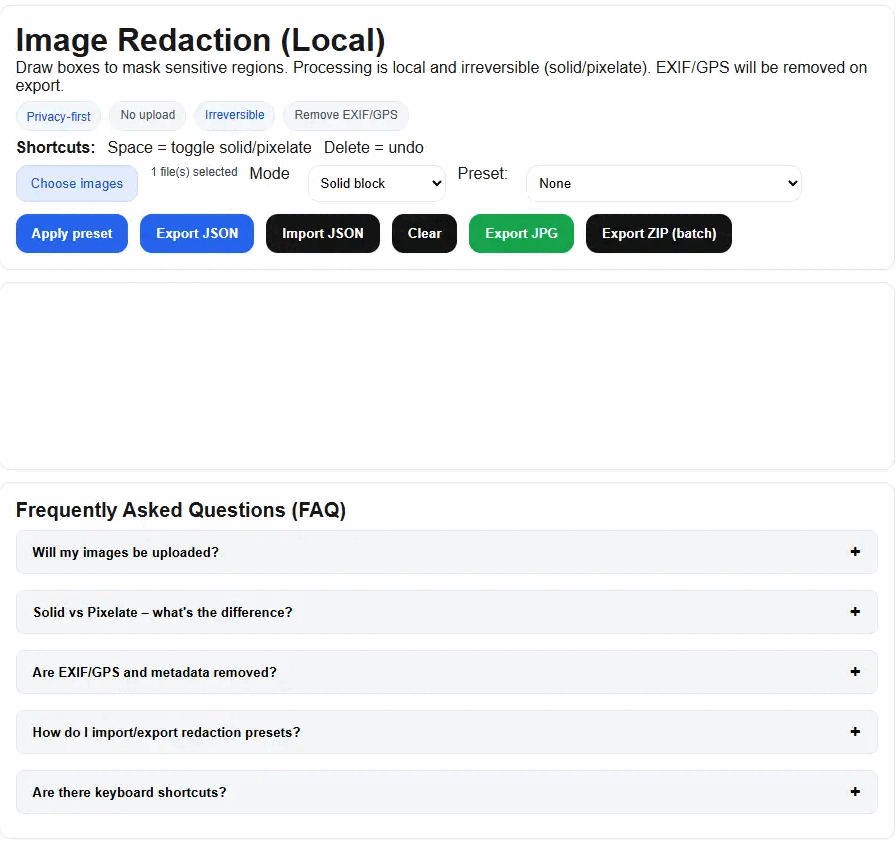 Image Redaction (Local)
Draw boxes to mask sensitive regions. Processing is local and irreversible (solid/pixelate). EXIF/GPS will be removed on
export.
Privacy-first No upload Irreversible Remove EXIF/GPS
Shortcuts: Space = toggle solid/pixelate Delete = undo
Choose images 1 file(s) selected Mode Solid block Preset: None
Apply preset Export JSON Import JSON Clear Export JPG Export ZIP (batch)
Frequently Asked Questions (FAQ)
Will my images be uploaded? +
Solid vs Pixelate – what's the difference? +
Are EXIF/GPS and metadata removed? +
How do I import/export redaction presets? +
Are there keyboard shortcuts? +